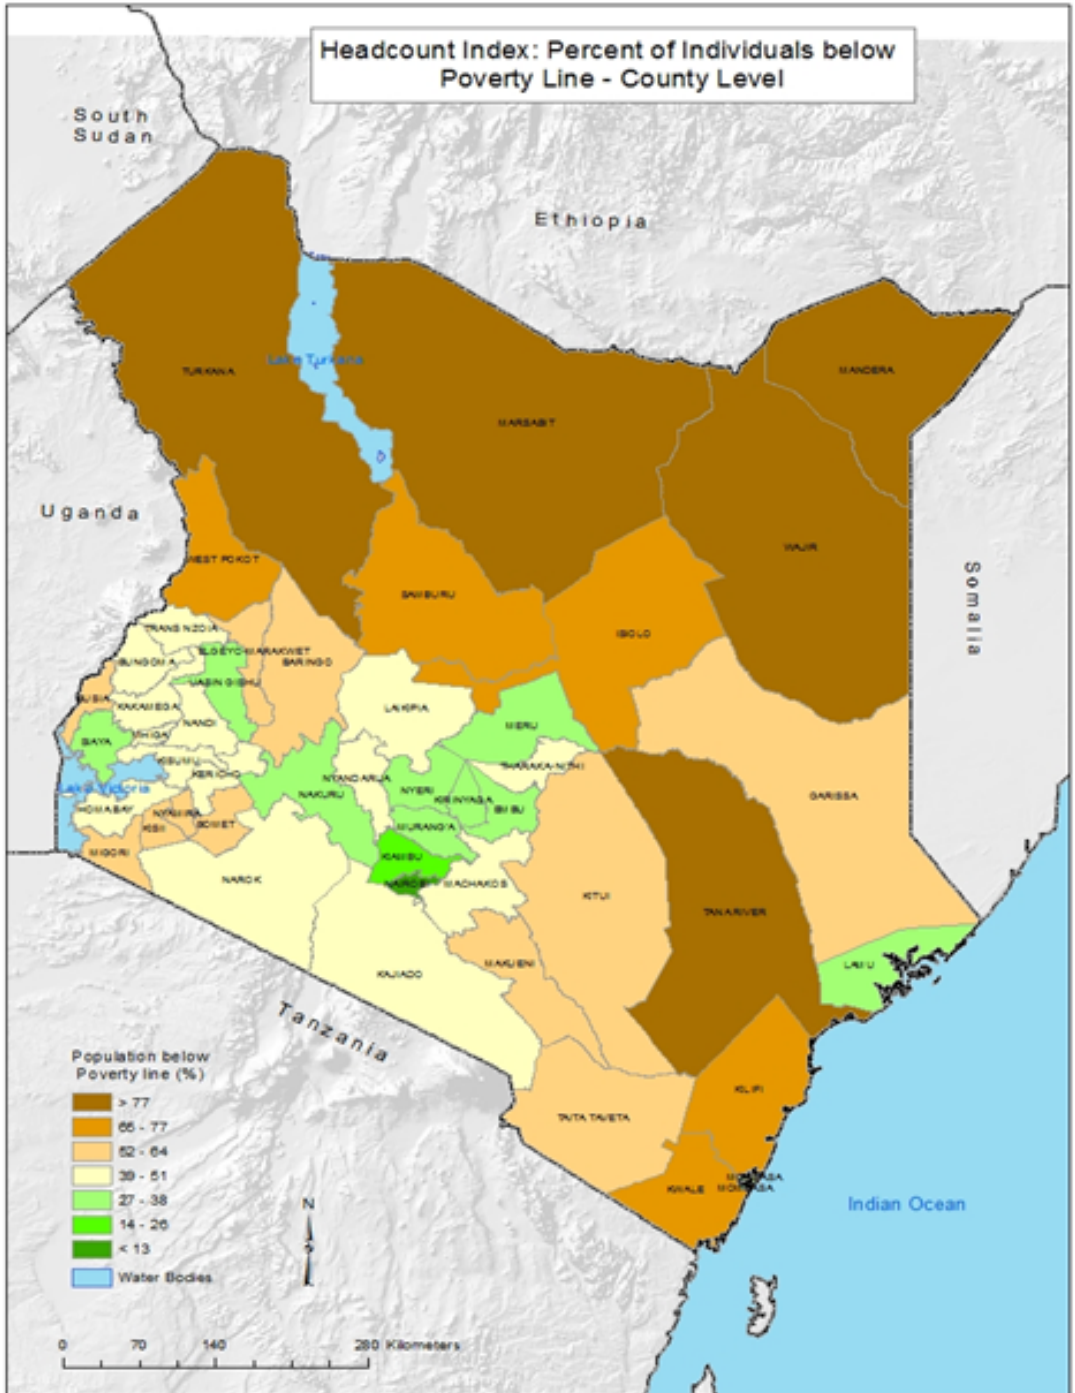 Headcount Index: Percent of Individuals below
Poverty Line - County Level
South
Sudan
Ethiopia
Lake Turkana
TURKANA
MANDERA
MARSABIT
Uganda
WEST POKOT
WAJIR
Somalia
SAMBURU
ISIOLO
TRANS NZOIA
ELGEYO-MARAKWET
BUNGOMA
BARINGO
UASIN GISHU
BUSIA
KAKAMEGA
LAIKIPIA
NANDI
MERU
SIAYA
VIHIGA
KISUMU
THARAKA-NITHI
KERICHO
NYANDARUA
Lake Victoria
NYERI
NAKURU
GARISSA
KIRINYAGA
HOMABAY
NYAMIRA
EMBU
BOMET
KISII
MURANG'A
MIGORI
KIAMBU
NAROK
NAIROBI
MACHAKOS
KITUI
TANA RIVER
MAKUENI
LAMU
KAJIADO
Tanzania
Population below
Poverty line (%)
> 77
65 - 77
52 - 64
39 - 51
27 - 38
14 - 26
< 13
Water Bodies
KILIFI
TAITA TAVETA
MOMBASA
KWALE
MOMBASA
Indian Ocean
N
0 70 140 280 Kilometers